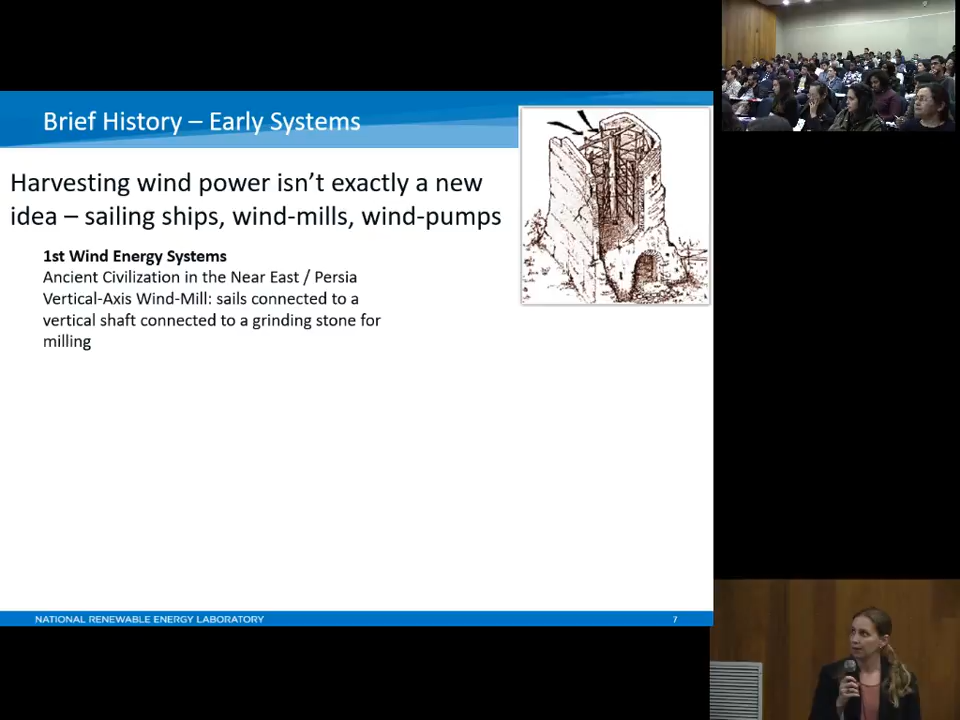 Brief History – Early Systems
Harvesting wind power isn’t exactly a new
idea – sailing ships, wind-mills, wind-pumps
1st Wind Energy Systems
Ancient Civilization in the Near East / Persia
Vertical-Axis Wind-Mill: sails connected to a
vertical shaft connected to a grinding stone for
milling
NATIONAL RENEWABLE ENERGY LABORATORY
7